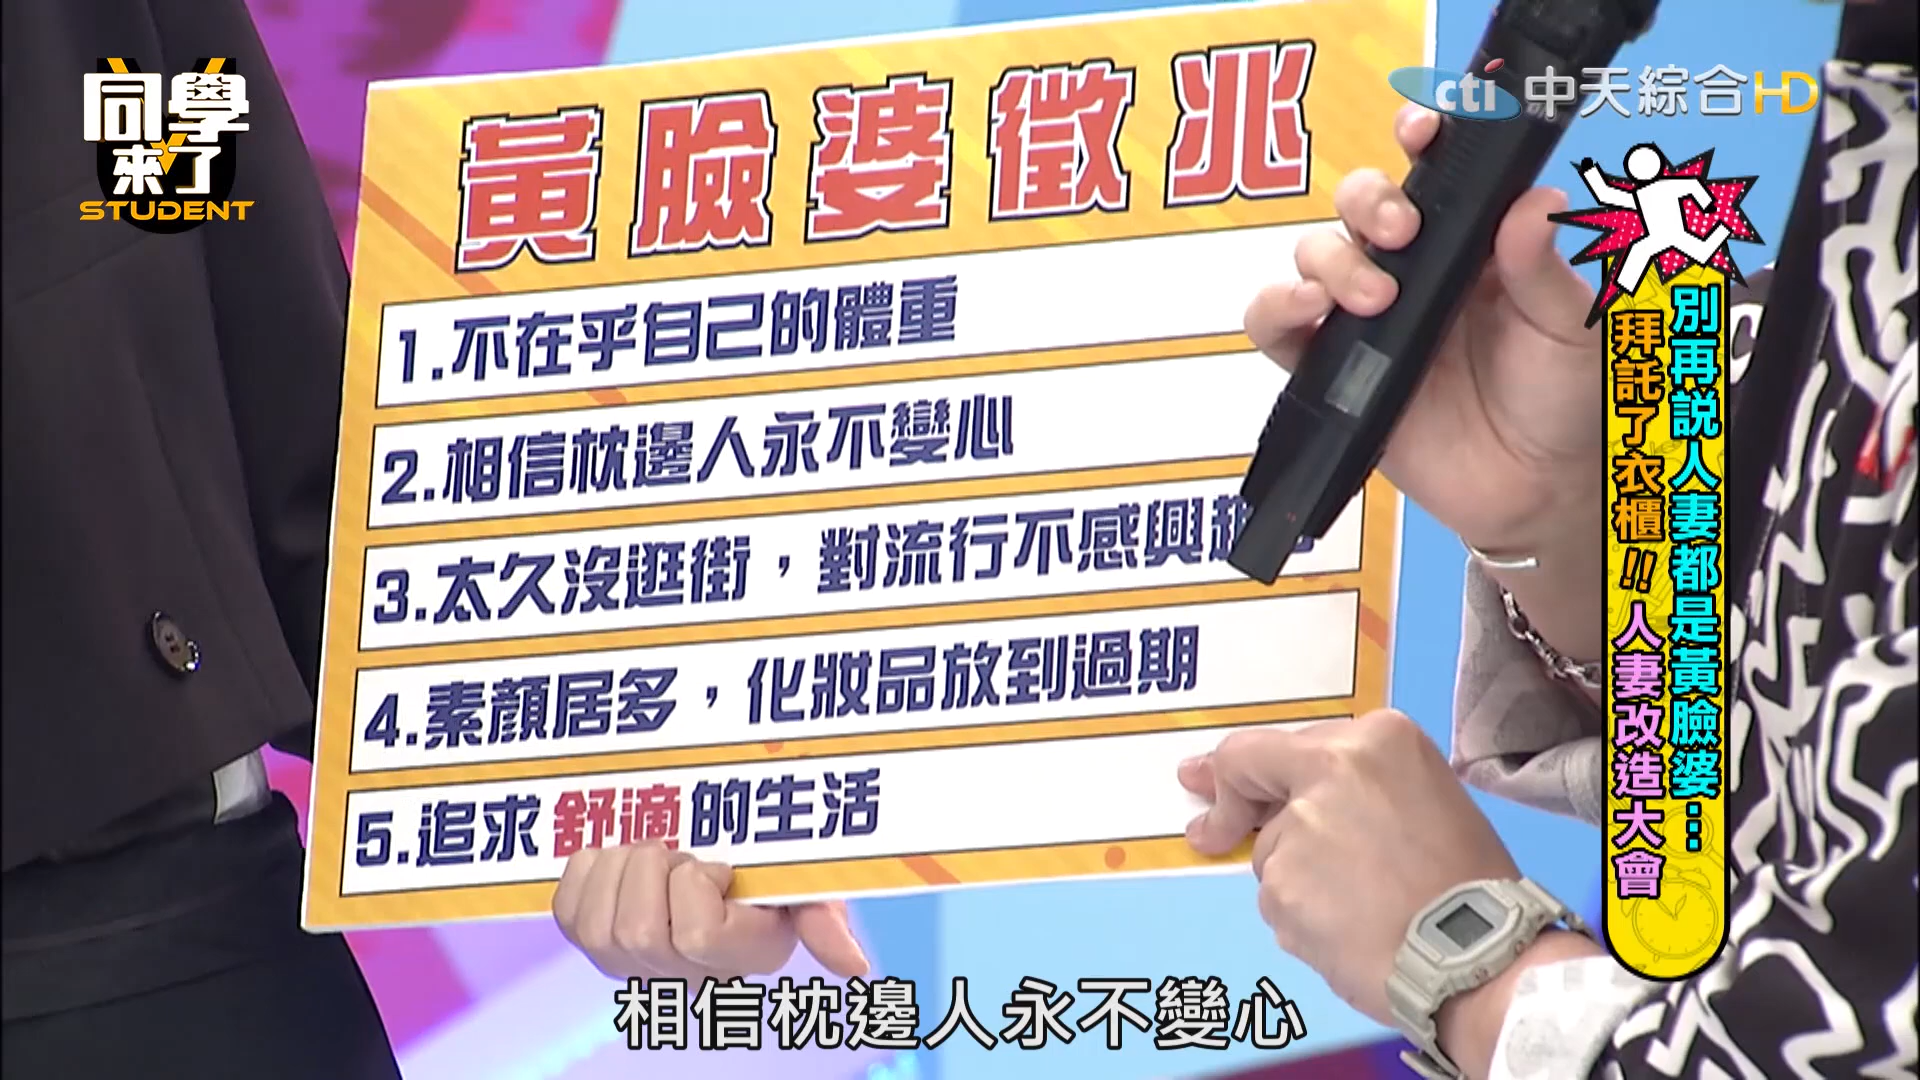 同學
來了
STUDENT
cti 中天綜合HD
黃臉婆徵兆
1.不在乎自己的體重
2.相信枕邊人永不變心
3.太久沒逛街，對流行不感興趣
4.素顏居多，化妝品放到過期
5.追求舒適的生活
別再說人妻都是黃臉婆…
拜託了衣櫃!!人妻改造大會
相信枕邊人永不變心